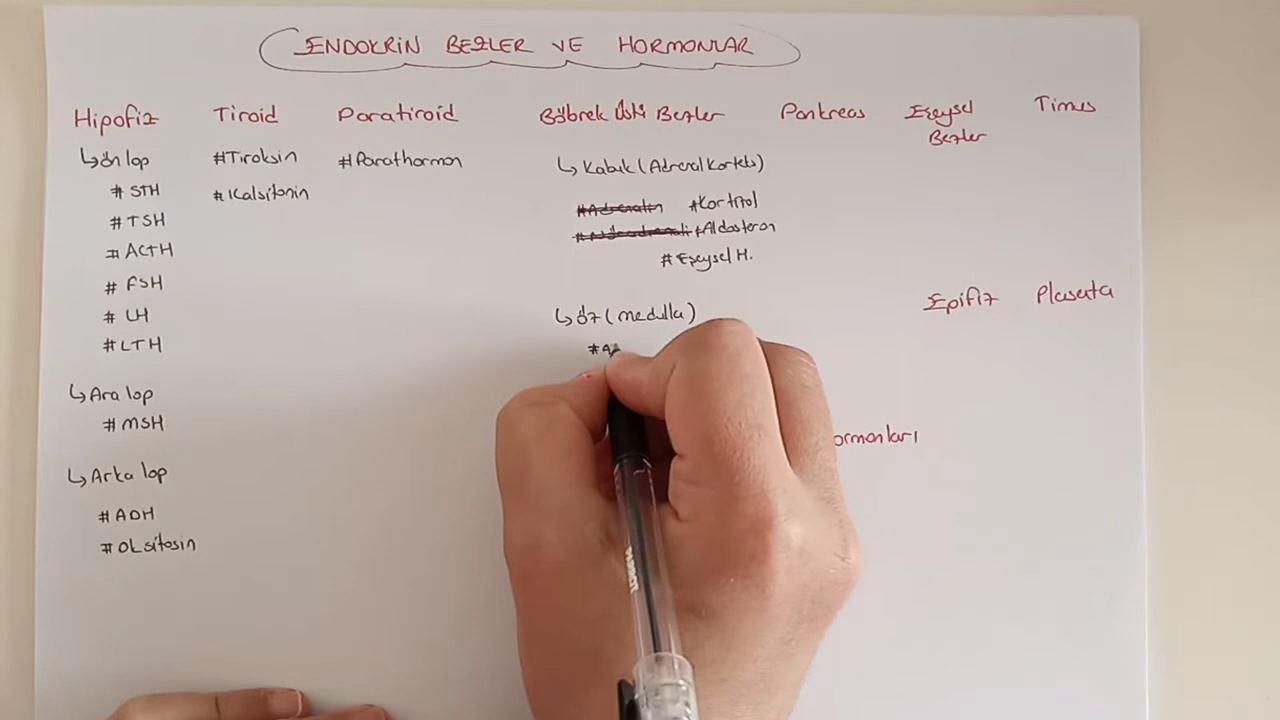 ENDOKRİN BEZLER VE HORMONLAR
Hipofiz
↳ ön lop
# STH
# TSH
# ACTH
# FSH
# LH
# LTH
↳ Ara lop
# MSH
↳ Arka lop
# ADH
# Oksitosin
Tiroid
# Tiroksin
# Kalsitonin
Paratiroid
# Parathormon
Böbrek Üstü Bezler
↳ Kabuk (Adrenal Korteks)
# Adrenalin # Kortizol
# Aldosteron
# Eşeysel H.
↳ öz (medulla)
# A
Pankreas
Eşeysel
Bezler
Timus
Epifiz
Plasenta
ormonları